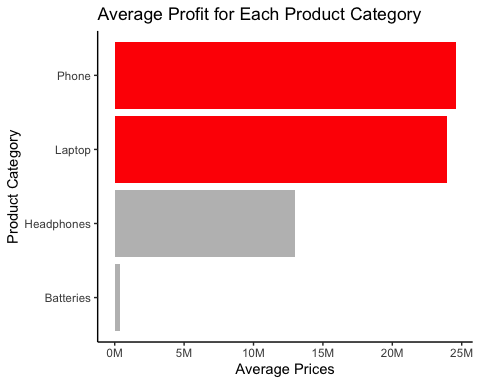 Average Profit for Each Product Category
Product Category
Phone
Laptop
Headphones
Batteries
0M 5M 10M 15M 20M 25M
Average Prices